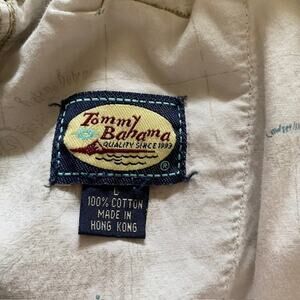 Tommy
Bahama
QUALITY SINCE 1993
®
L
100% COTTON
MADE IN
HONG KONG